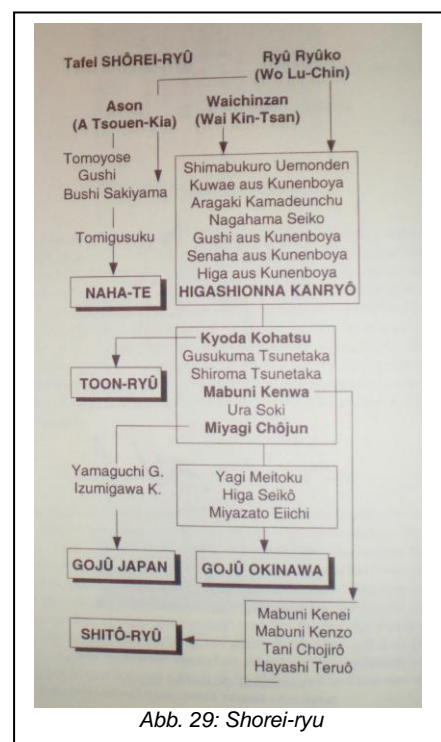 Tafel SHÔREI-RYÛ
Ryû Ryûko
(Wo Lu-Chin)
Ason
(A Tsouen-Kia)
Waichinzan
(Wai Kin-Tsan)
Tomoyose
Gushi
Bushi Sakiyama
Tomigusuku
NAHA-TE
Shimabukuro Uemonden
Kuwae aus Kunenboya
Aragaki Kamadeunchu
Nagahama Seiko
Gushi aus Kunenboya
Senaha aus Kunenboya
Higa aus Kunenboya
HIGASHIONNA KANRYÔ
TOON-RYÛ
Kyoda Kohatsu
Gusukuma Tsunetaka
Shiroma Tsunetaka
Mabuni Kenwa
Ura Soki
Miyagi Chôjun
Yamaguchi G.
Izumigawa K.
Yagi Meitoku
Higa Seikô
Miyazato Eiichi
GOJÛ JAPAN
GOJÛ OKINAWA
SHITÔ-RYÛ
Mabuni Kenei
Mabuni Kenzo
Tani Chojirô
Hayashi Teruô
Abb. 29: Shorei-ryu